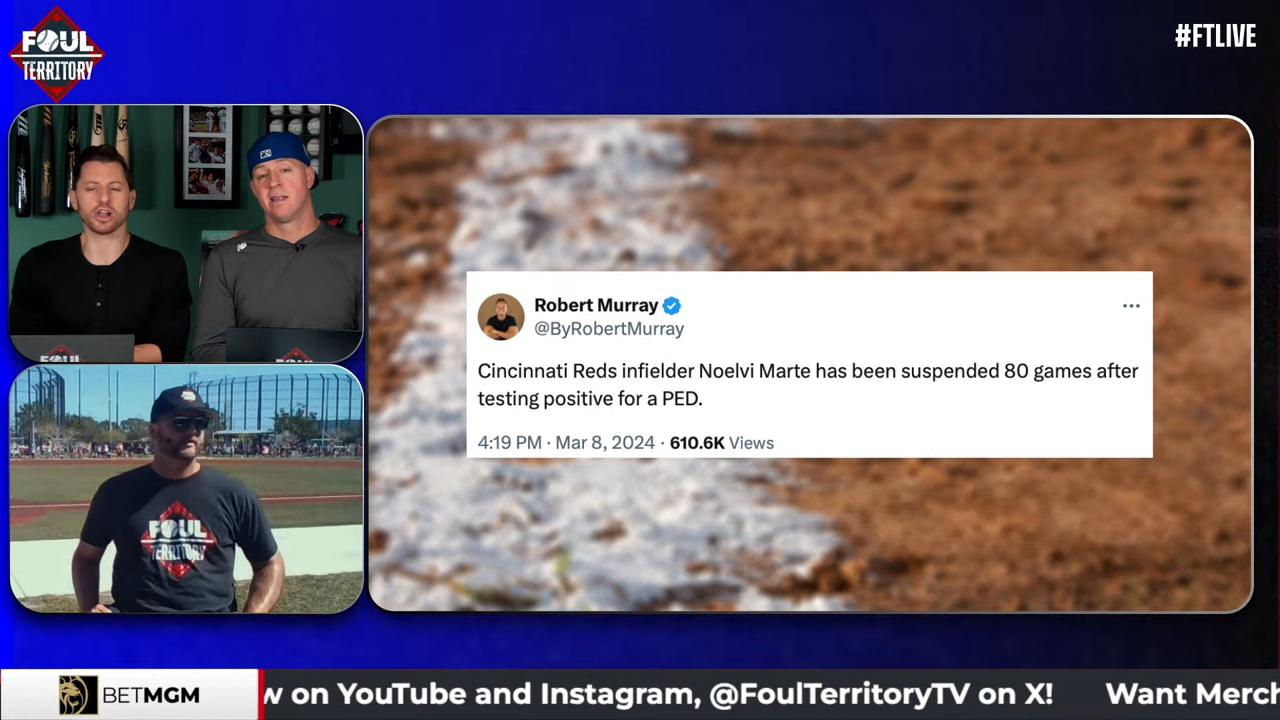 FOUL
TERRITORY
#FTLIVE
FOUL
FOUL
FOUL
TERRITORY
Robert Murray
@ByRobertMurray
Cincinnati Reds infielder Noelvi Marte has been suspended 80 games after
testing positive for a PED.
4:19 PM · Mar 8, 2024 · 610.6K Views
BETMGM
w on YouTube and Instagram, @FoulTerritoryTV on X! Want Merch